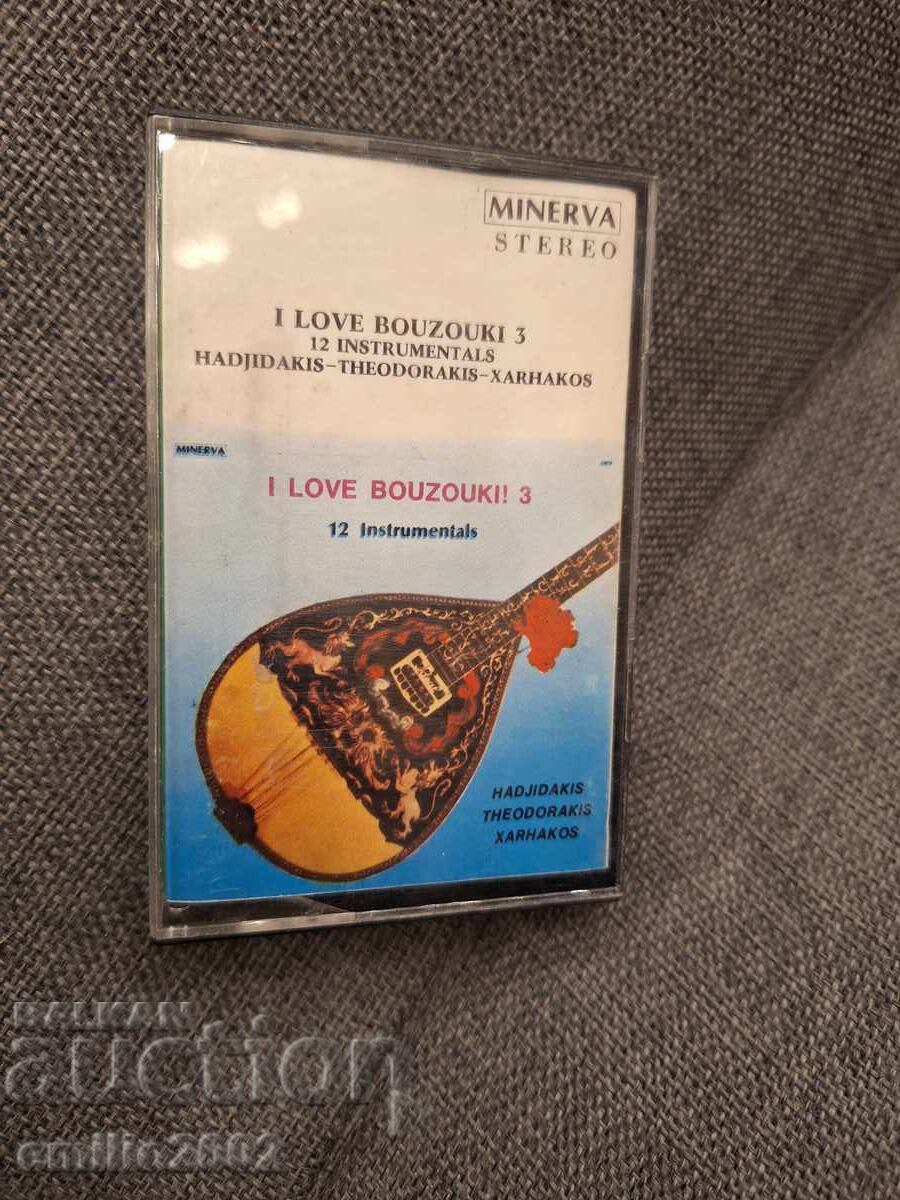 MINERVA
STEREO
I LOVE BOUZOUKI 3
12 INSTRUMENTALS
HADJIDAKIS-THEODORAKIS-XARHAKOS
MINERVA
I LOVE BOUZOUKI! 3
12 Instrumentals
HADJIDAKIS
THEODORAKIS
XARHAKOS
BALKAN
auction
emilio2002